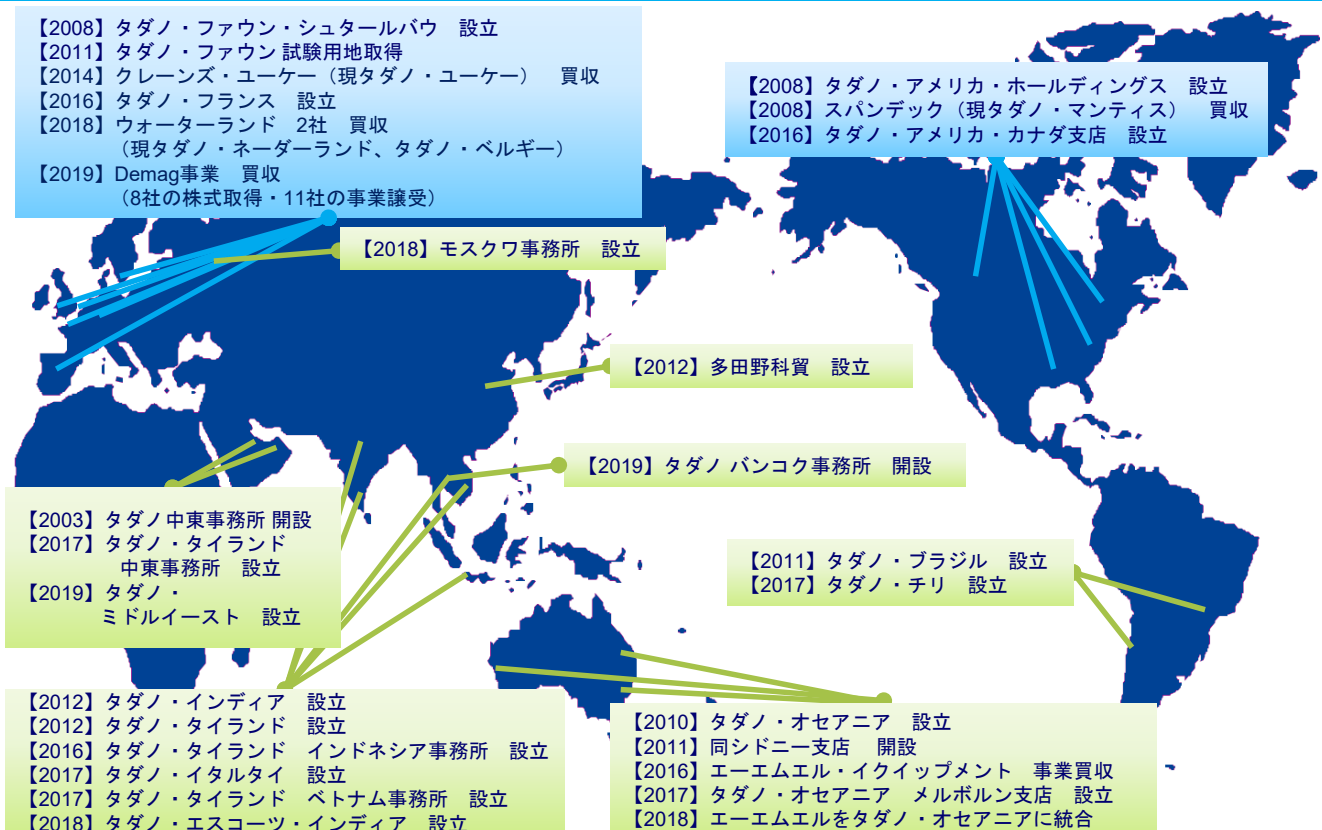 【2008】タダノ・ファウン・シュタールバウ 設立
【2011】タダノ・ファウン 試験用地取得
【2014】クレーンズ・ユーケー（現タダノ・ユーケー） 買収
【2016】タダノ・フランス 設立
【2018】ウォーターランド 2社 買収
（現タダノ・ネーダーランド、タダノ・ベルギー）
【2019】Demag事業 買収
（8社の株式取得・11社の事業譲受）
【2008】タダノ・アメリカ・ホールディングス 設立
【2008】スパンデック（現タダノ・マンティス） 買収
【2016】タダノ・アメリカ・カナダ支店 設立
【2018】モスクワ事務所 設立
【2012】多田野科貿 設立
【2019】タダノ バンコク事務所 開設
【2003】タダノ中東事務所 開設
【2017】タダノ・タイランド
中東事務所 設立
【2019】タダノ・
ミドルイースト 設立
【2011】タダノ・ブラジル 設立
【2017】タダノ・チリ 設立
【2012】タダノ・インディア 設立
【2012】タダノ・タイランド 設立
【2016】タダノ・タイランド インドネシア事務所 設立
【2017】タダノ・イタルタイ 設立
【2017】タダノ・タイランド ベトナム事務所 設立
【2018】タダノ・エスコーツ・インディア 設立
【2010】タダノ・オセアニア 設立
【2011】同シドニー支店 開設
【2016】エーエムエル・イクイップメント 事業買収
【2017】タダノ・オセアニア メルボルン支店 設立
【2018】エーエムエルをタダノ・オセアニアに統合